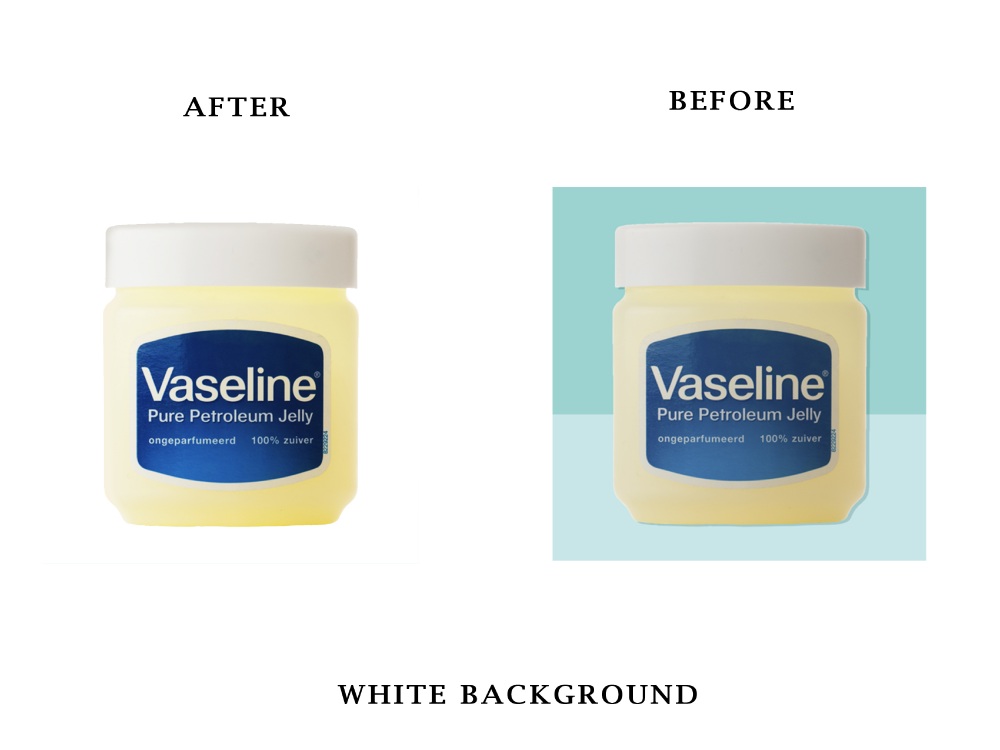 AFTER
BEFORE
Vaseline®
Pure Petroleum Jelly
ongeparfumeerd 100% zuiver
Vaseline®
Pure Petroleum Jelly
ongeparfumeerd 100% zuiver
WHITE BACKGROUND